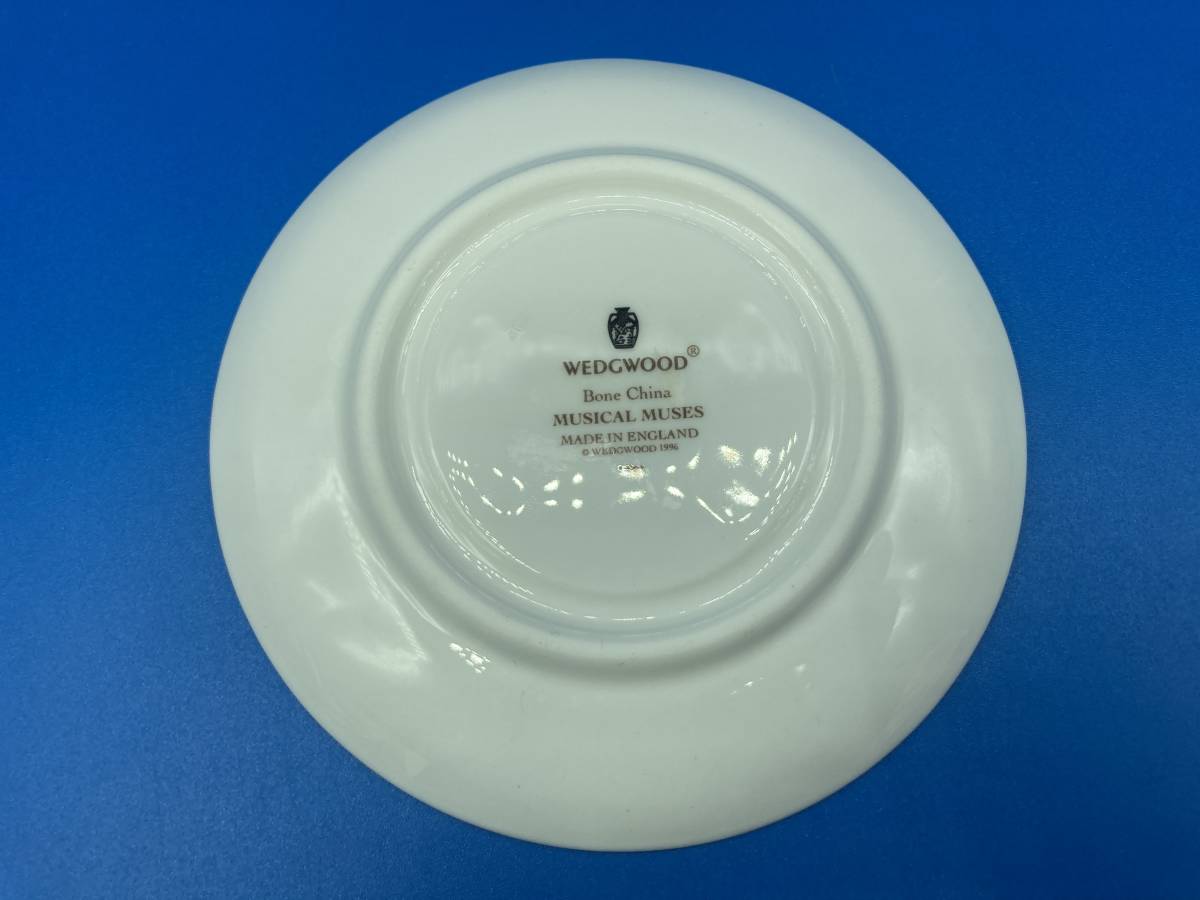 WEDGWOOD®
Bone China
MUSICAL MUSES
MADE IN ENGLAND
© WEDGWOOD 1996